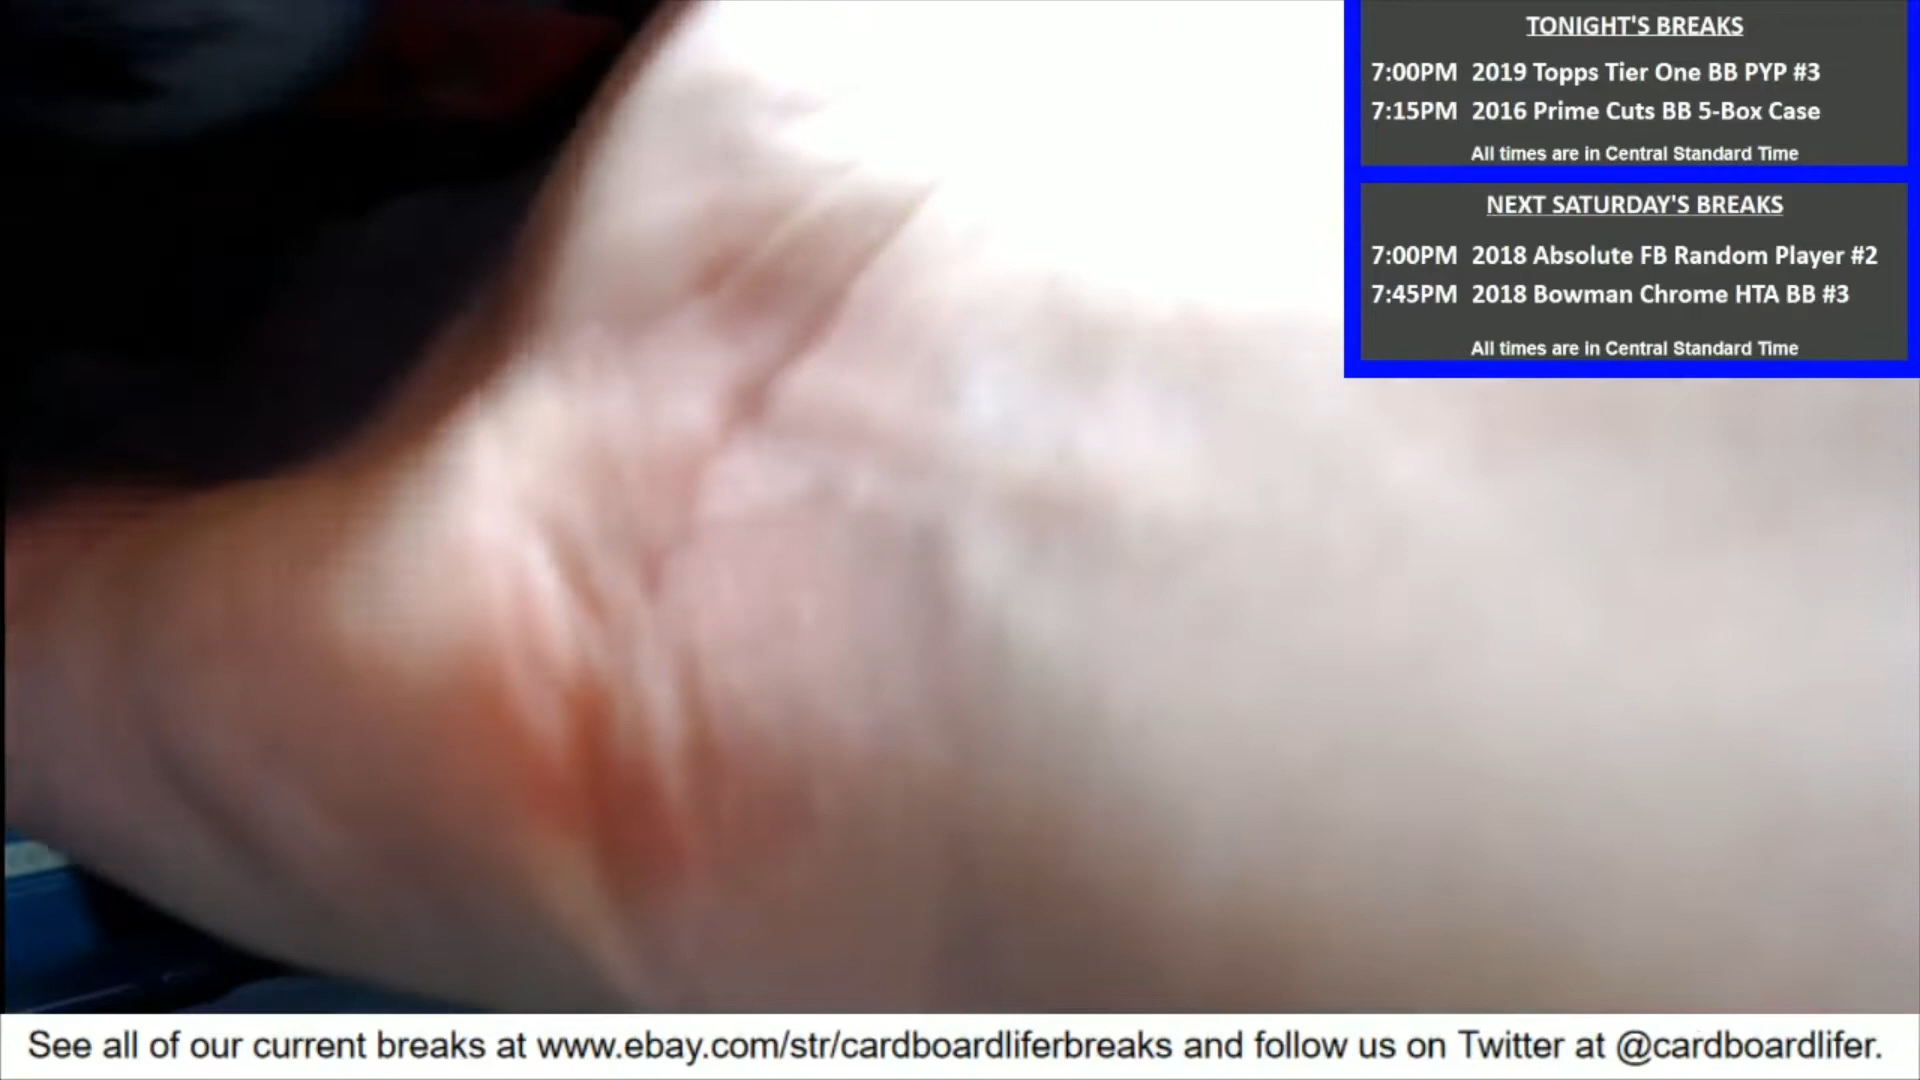 TONIGHT'S BREAKS
7:00PM 2019 Topps Tier One BB PYP #3
7:15PM 2016 Prime Cuts BB 5-Box Case
All times are in Central Standard Time
NEXT SATURDAY'S BREAKS
7:00PM 2018 Absolute FB Random Player #2
7:45PM 2018 Bowman Chrome HTA BB #3
All times are in Central Standard Time
See all of our current breaks at www.ebay.com/str/cardboardliferbreaks and follow us on Twitter at @cardboardlifer.